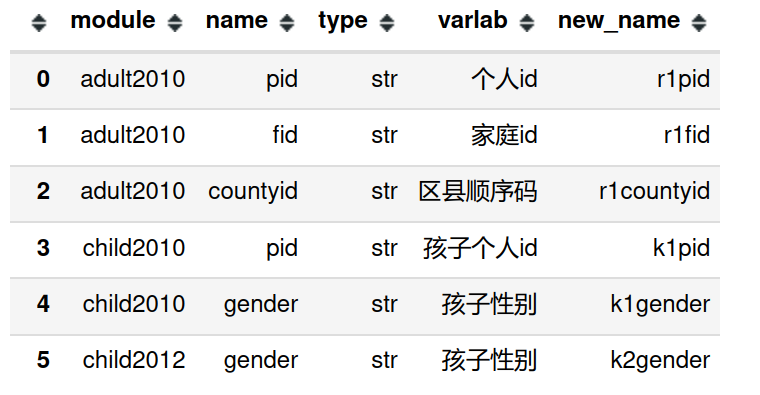 module name type varlab new_name
0 adult2010 pid str 个人id r1pid
1 adult2010 fid str 家庭id r1fid
2 adult2010 countyid str 区县顺序码 r1countyid
3 child2010 pid str 孩子个人id k1pid
4 child2010 gender str 孩子性别 k1gender
5 child2012 gender str 孩子性别 k2gender